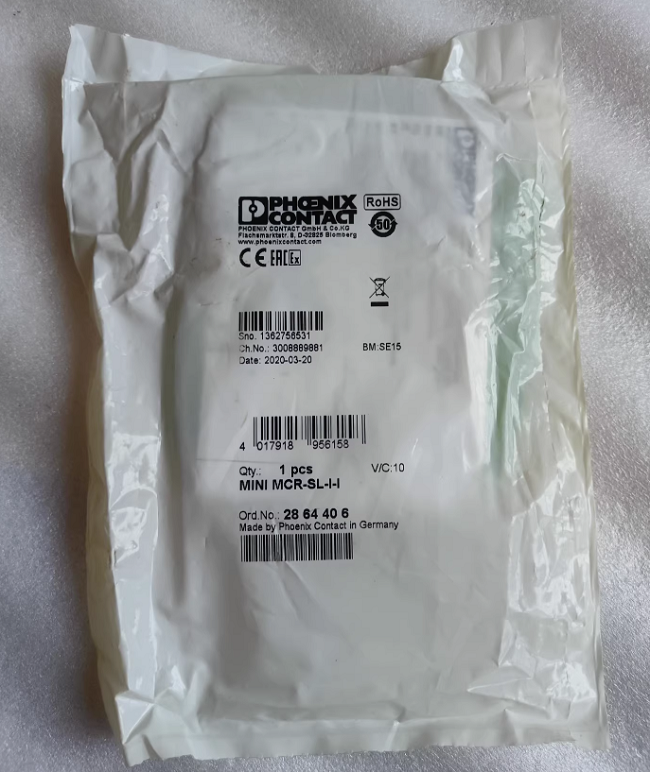 PHOENIX
CONTACT
RoHS
50
PHOENIX CONTACT GmbH & Co.KG
Flachsmarktstr. 8, D-32825 Blomberg
www.phoenixcontact.com
CE EAC Ex
Sno. 1362756531
Ch.No.: 3008889881
BM:SE15
Date: 2020-03-20
4 017918 956158
Qty.: 1 pcs
V/C:10
MINI MCR-SL-I-I
Ord.No.: 28 64 40 6
Made by Phoenix Contact in Germany